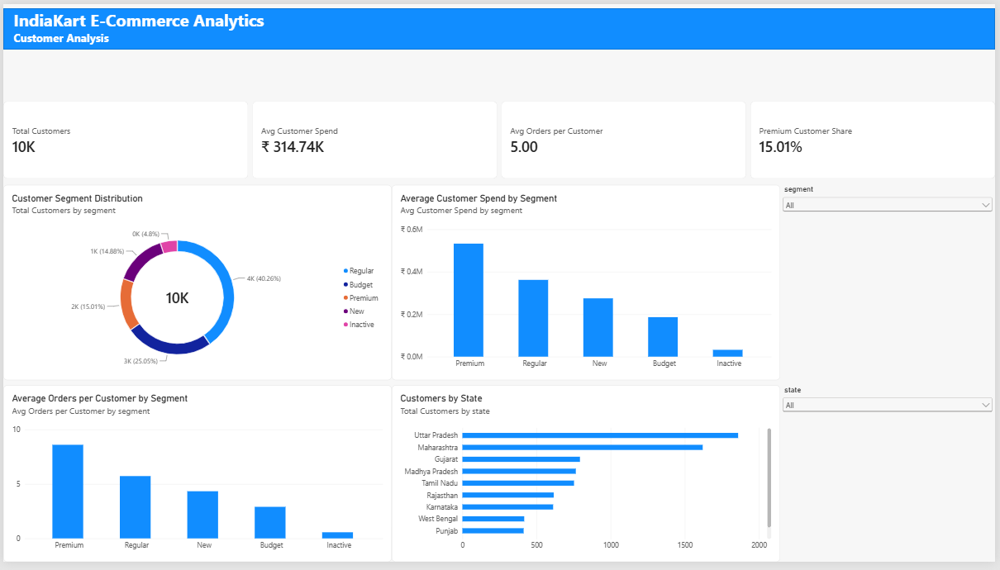 IndiaKart E-Commerce Analytics
Customer Analysis
Total Customers
10K
Avg Customer Spend
₹ 314.74K
Avg Orders per Customer
5.00
Premium Customer Share
15.01%
Customer Segment Distribution
Total Customers by segment
0K (4.8%)
1K (14.88%)
4K (40.26%)
10K
2K (15.01%)
3K (25.05%)
Regular
Budget
Premium
New
Inactive
Average Customer Spend by Segment
Avg Customer Spend by segment
₹ 0.6M
₹ 0.4M
₹ 0.2M
₹ 0.0M
Premium Regular New Budget Inactive
segment
All
Average Orders per Customer by Segment
Avg Orders per Customer by segment
10
5
0
Premium Regular New Budget Inactive
Customers by State
Total Customers by state
Uttar Pradesh
Maharashtra
Gujarat
Madhya Pradesh
Tamil Nadu
Rajasthan
Karnataka
West Bengal
Punjab
0 500 1000 1500 2000
state
All